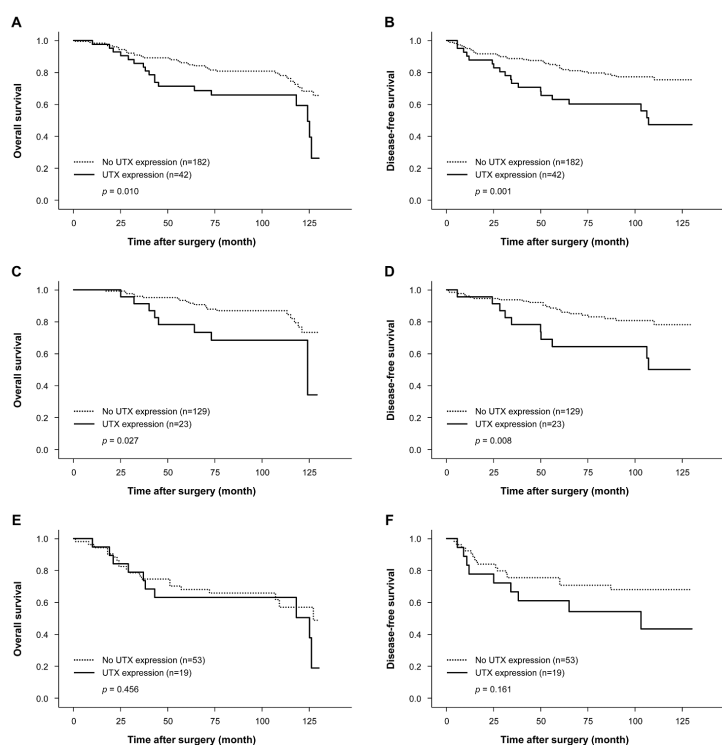 A
Overall survival
1.0
0.8
0.6
0.4
0.2
0.0
No UTX expression (n=182)
UTX expression (n=42)
p = 0.010
0 25 50 75 100 125
Time after surgery (month)
B
Disease-free survival
1.0
0.8
0.6
0.4
0.2
0.0
No UTX expression (n=182)
UTX expression (n=42)
p = 0.001
0 25 50 75 100 125
Time after surgery (month)
C
Overall survival
1.0
0.8
0.6
0.4
0.2
0.0
No UTX expression (n=129)
UTX expression (n=23)
p = 0.027
0 25 50 75 100 125
Time after surgery (month)
D
Disease-free survival
1.0
0.8
0.6
0.4
0.2
0.0
No UTX expression (n=129)
UTX expression (n=23)
p = 0.008
0 25 50 75 100 125
Time after surgery (month)
E
Overall survival
1.0
0.8
0.6
0.4
0.2
0.0
No UTX expression (n=53)
UTX expression (n=19)
p = 0.456
0 25 50 75 100 125
Time after surgery (month)
F
Disease-free survival
1.0
0.8
0.6
0.4
0.2
0.0
No UTX expression (n=53)
UTX expression (n=19)
p = 0.161
0 25 50 75 100 125
Time after surgery (month)